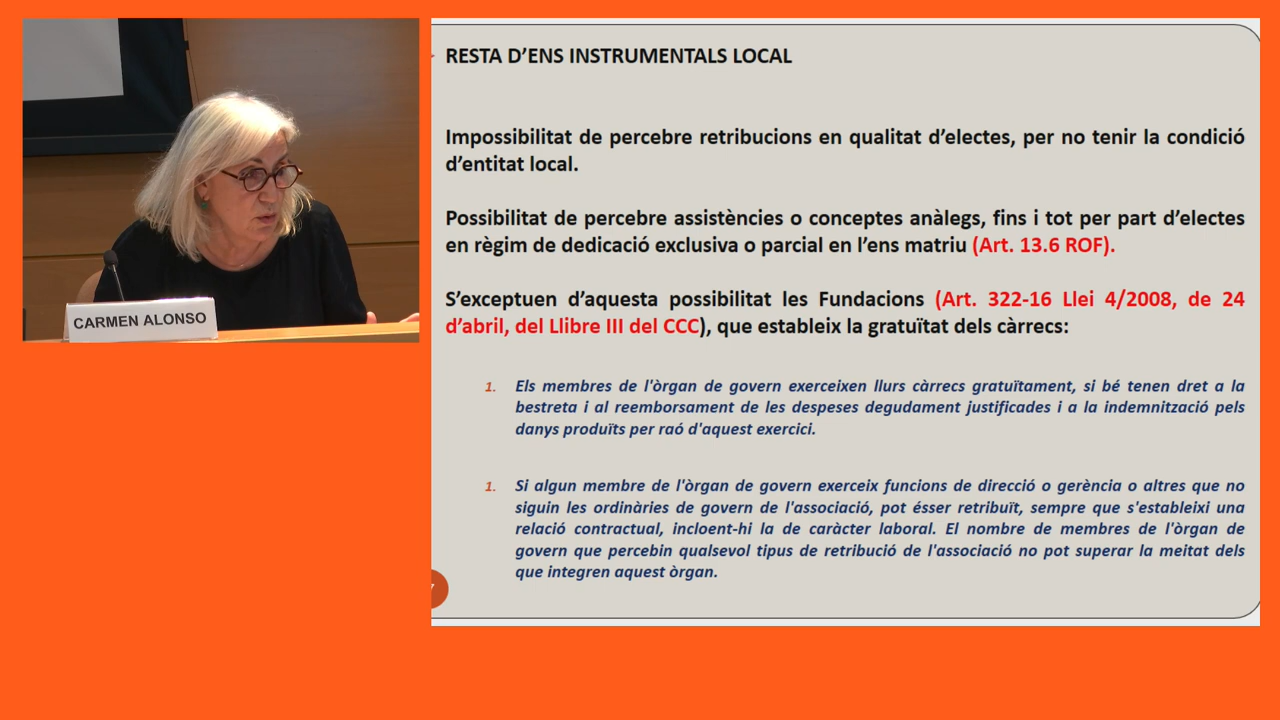 CARMEN ALONSO
RESTA D'ENS INSTRUMENTALS LOCAL
Impossibilitat de percebre retribucions en qualitat d'electes, per no tenir la condició
d'entitat local.
Possibilitat de percebre assistències o conceptes anàlegs, fins i tot per part d'electes
en règim de dedicació exclusiva o parcial en l'ens matriu (Art. 13.6 ROF).
S'exceptuen d'aquesta possibilitat les Fundacions (Art. 322-16 Llei 4/2008, de 24
d'abril, del Llibre III del CCC), que estableix la gratuïtat dels càrrecs:
1. Els membres de l'òrgan de govern exerceixen llurs càrrecs gratuïtament, si bé tenen dret a la
bestreta i al reemborsament de les despeses degudament justificades i a la indemnització pels
danys produïts per raó d'aquest exercici.
1. Si algun membre de l'òrgan de govern exerceix funcions de direcció o gerència o altres que no
siguin les ordinàries de govern de l'associació, pot ésser retribuït, sempre que s'estableixi una
relació contractual, incloent-hi la de caràcter laboral. El nombre de membres de l'òrgan de
govern que percebin qualsevol tipus de retribució de l'associació no pot superar la meitat dels
que integren aquest òrgan.